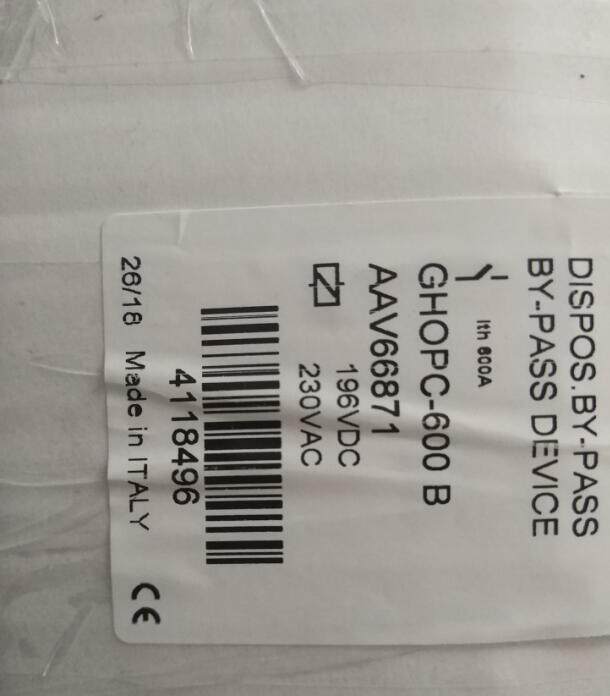 DISPOS.BY-PASS
BY-PASS DEVICE
Ith 600A
GHOPC-600 B
AAV66871
196VDC
230VAC
4118496
26/18 Made in ITALY CE